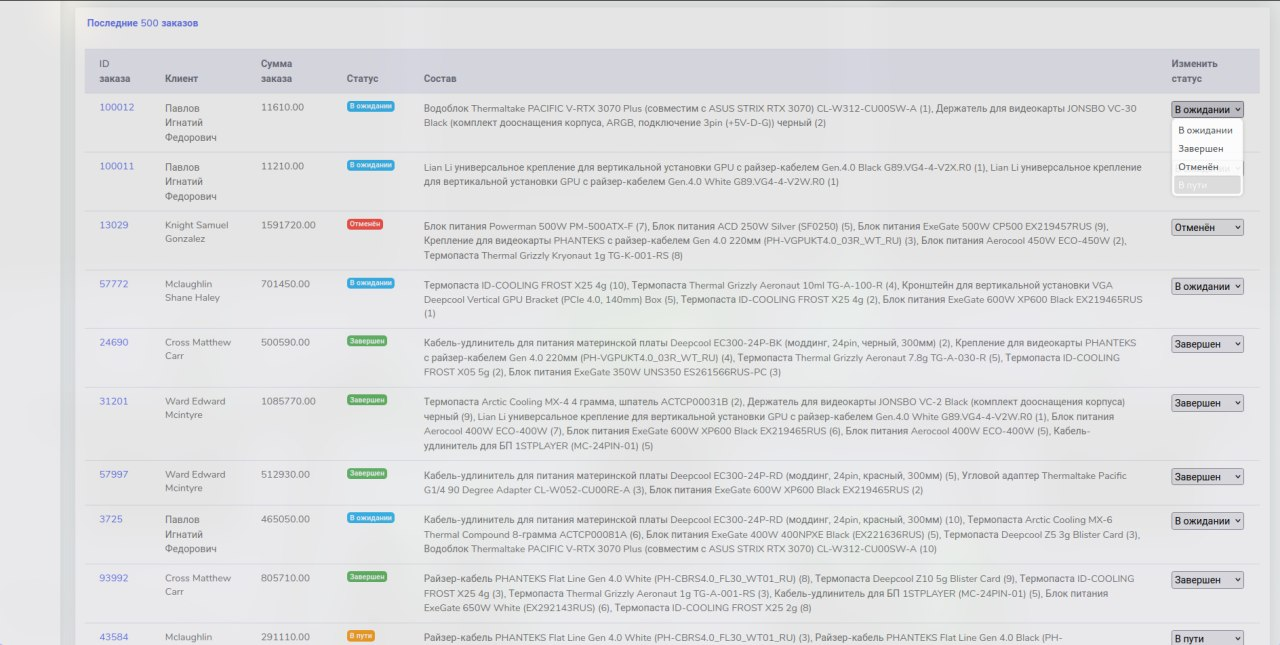 Последние 500 заказов
ID заказа Клиент Сумма заказа Статус Состав Изменить статус
100012 Павлов Игнатий Федорович 11610.00 В ожидании Водоблок Thermaltake PACIFIC V-RTX 3070 Plus (совместим с ASUS STRIX RTX 3070) CL-W312-CU00SW-A (1), Держатель для видеокарты JONSBO VC-30 Black (комплект дооснащения корпуса, ARGB, подключение 3pin (+5V-D-G)) черный (2) В ожидании
В ожидании
Завершен
Отменён
В пути
100011 Павлов Игнатий Федорович 11210.00 В ожидании Lian Li универсальное крепление для вертикальной установки GPU с райзер-кабелем Gen.4.0 Black G89.VG4-4-V2X.R0 (1), Lian Li универсальное крепление для вертикальной установки GPU с райзер-кабелем Gen.4.0 White G89.VG4-4-V2W.R0 (1)
13029 Knight Samuel Gonzalez 1591720.00 Отменён Блок питания Powerman 500W PM-500ATX-F (7), Блок питания ACD 250W Silver (SF0250) (5), Блок питания ExeGate 500W CP500 EX219457RUS (9), Крепление для видеокарты PHANTEKS с райзер-кабелем Gen 4.0 220мм (PH-VGPUKT4.0_03R_WT_RU) (3), Блок питания Aerocool 450W ECO-450W (2), Термопаста Thermal Grizzly Kryonaut 1g TG-K-001-RS (8) Отменён
57772 Mclaughlin Shane Haley 701450.00 В ожидании Термопаста ID-COOLING FROST X25 4g (10), Термопаста Thermal Grizzly Aeronaut 10ml TG-A-100-R (4), Кронштейн для вертикальной установки VGA Deepcool Vertical GPU Bracket (PCIe 4.0, 140mm) Box (5), Термопаста ID-COOLING FROST X25 4g (2), Блок питания ExeGate 600W XP600 Black EX219465RUS (1) В ожидании
24690 Cross Matthew Carr 500590.00 Завершен Кабель-удлинитель для питания материнской платы Deepcool EC300-24P-BK (моддинг, 24pin, черный, 300мм) (2), Крепление для видеокарты PHANTEKS с райзер-кабелем Gen 4.0 220мм (PH-VGPUKT4.0_03R_WT_RU) (4), Термопаста Thermal Grizzly Aeronaut 7.8g TG-A-030-R (5), Термопаста ID-COOLING FROST X05 5g (2), Блок питания ExeGate 350W UNS350 ES261566RUS-PC (3) Завершен
31201 Ward Edward Mcintyre 1085770.00 Завершен Термопаста Arctic Cooling MX-4 4 грамма, шпатель ACTCP00031B (2), Держатель для видеокарты JONSBO VC-2 Black (комплект дооснащения корпуса) черный (9), Lian Li универсальное крепление для вертикальной установки GPU с райзер-кабелем Gen.4.0 White G89.VG4-4-V2W.R0 (1), Блок питания Aerocool 400W ECO-400W (7), Блок питания ExeGate 600W XP600 Black EX219465RUS (6), Блок питания Aerocool 400W ECO-400W (5), Кабель-удлинитель для БП 1STPLAYER (MC-24PIN-01) (5) Завершен
57997 Ward Edward Mcintyre 512930.00 Завершен Кабель-удлинитель для питания материнской платы Deepcool EC300-24P-RD (моддинг, 24pin, красный, 300мм) (5), Угловой адаптер Thermaltake Pacific G1/4 90 Degree Adapter CL-W052-CU00RE-A (3), Блок питания ExeGate 600W XP600 Black EX219465RUS (2) Завершен
3725 Павлов Игнатий Федорович 465050.00 В ожидании Кабель-удлинитель для питания материнской платы Deepcool EC300-24P-RD (моддинг, 24pin, красный, 300мм) (10), Термопаста Arctic Cooling MX-6 Thermal Compound 8-грамма ACTCP00081A (6), Блок питания ExeGate 400W 400NPXE Black (EX221636RUS) (5), Термопаста Deepcool Z5 3g Blister Card (3), Водоблок Thermaltake PACIFIC V-RTX 3070 Plus (совместим с ASUS STRIX RTX 3070) CL-W312-CU00SW-A (10) В ожидании
93992 Cross Matthew Carr 805710.00 Завершен Райзер-кабель PHANTEKS Flat Line Gen 4.0 White (PH-CBRS4.0_FL30_WT01_RU) (8), Термопаста Deepcool Z10 5g Blister Card (9), Термопаста ID-COOLING FROST X25 4g (3), Термопаста Thermal Grizzly Aeronaut 1g TG-A-001-RS (3), Кабель-удлинитель для БП 1STPLAYER (MC-24PIN-01) (5), Блок питания ExeGate 650W White (EX292143RUS) (6), Термопаста ID-COOLING FROST X25 2g (8) Завершен
43584 Mclaughlin 291110.00 В пути Райзер-кабель PHANTEKS Flat Line Gen 4.0 White (PH-CBRS4.0_FL30_WT01_RU) (3), Райзер-кабель PHANTEKS Flat Line Gen 4.0 Black (PH- В пути